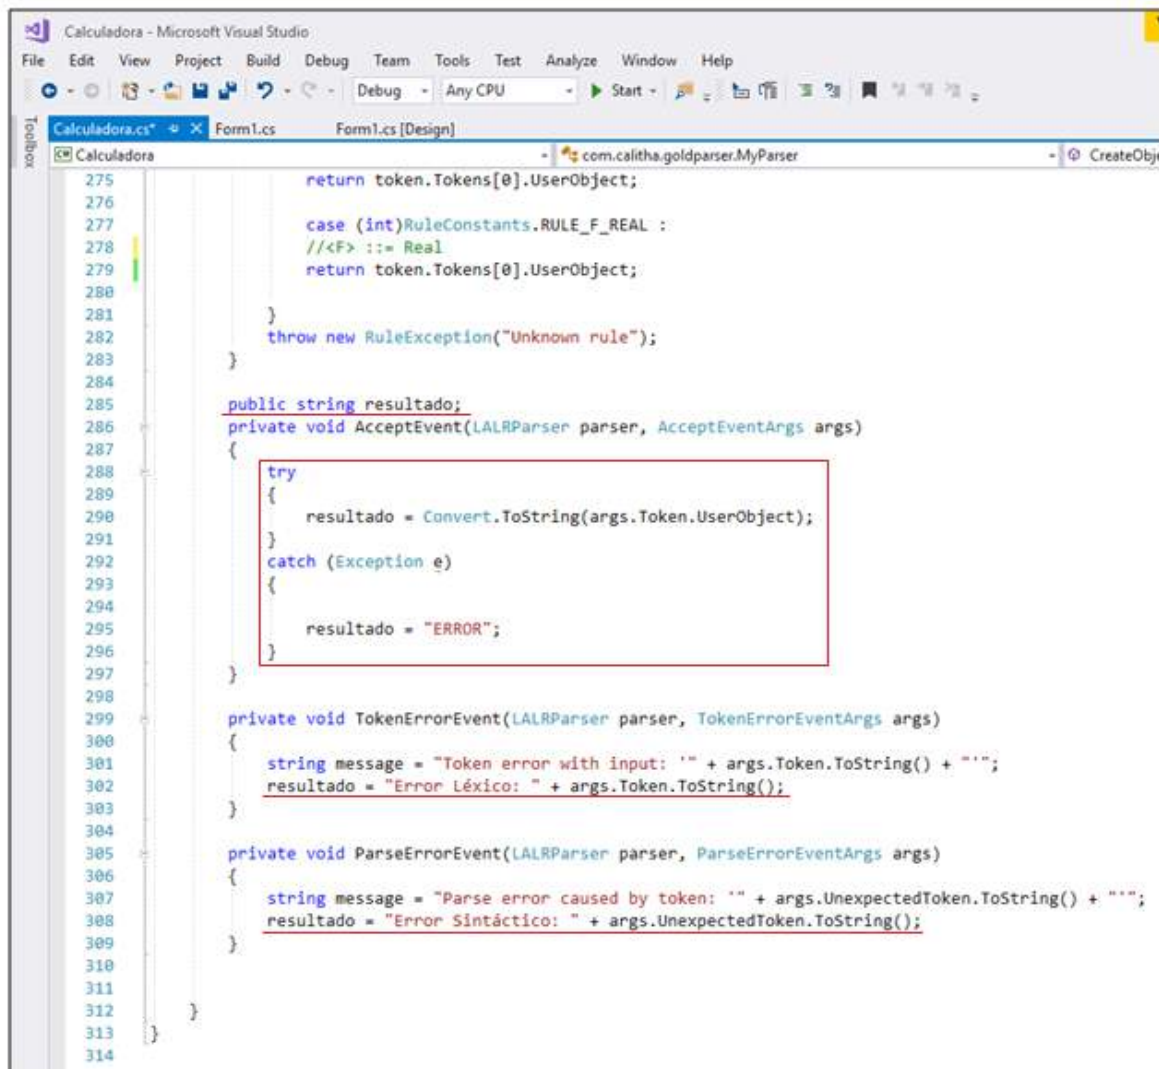 Calculadora - Microsoft Visual Studio
File Edit View Project Build Debug Team Tools Test Analyze Window Help
Debug Any CPU Start
Toolbox
Calculadora.cs* Form1.cs Form1.cs [Design]
C# Calculadora com.calitha.goldparser.MyParser CreateObje
275 return token.Tokens[0].UserObject;
276
277 case (int)RuleConstants.RULE_F_REAL :
278 //<F> ::= Real
279 return token.Tokens[0].UserObject;
280
281 }
282 throw new RuleException("Unknown rule");
283 }
284
285 public string resultado;
286 private void AcceptEvent(LALRParser parser, AcceptEventArgs args)
287 {
288 try
289 {
290 resultado = Convert.ToString(args.Token.UserObject);
291 }
292 catch (Exception e)
293 {
294
295 resultado = "ERROR";
296 }
297 }
298
299 private void TokenErrorEvent(LALRParser parser, TokenErrorEventArgs args)
300 {
301 string message = "Token error with input: '" + args.Token.ToString() + "'";
302 resultado = "Error Léxico: " + args.Token.ToString();
303 }
304
305 private void ParseErrorEvent(LALRParser parser, ParseErrorEventArgs args)
306 {
307 string message = "Parse error caused by token: '" + args.UnexpectedToken.ToString() + "'";
308 resultado = "Error Sintáctico: " + args.UnexpectedToken.ToString();
309 }
310
311
312 }
313 }
314